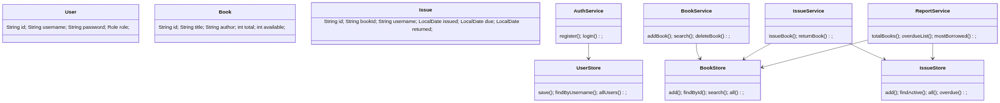 User
String id; String username; String password; Role role;
Book
String id; String title; String author; int total; int available;
Issue
String id; String bookId; String username; LocalDate issued; LocalDate due; LocalDate
returned;
AuthService
register(); login() : ;
BookService
addBook(); search(); deleteBook() : ;
IssueService
issueBook(); returnBook() : ;
ReportService
totalBooks(); overdueList(); mostBorrowed() : ;
UserStore
save(); findByUsername(); allUsers() : ;
BookStore
add(); findById(); search(); all() : ;
IssueStore
add(); findActive(); all(); overdue() : ;